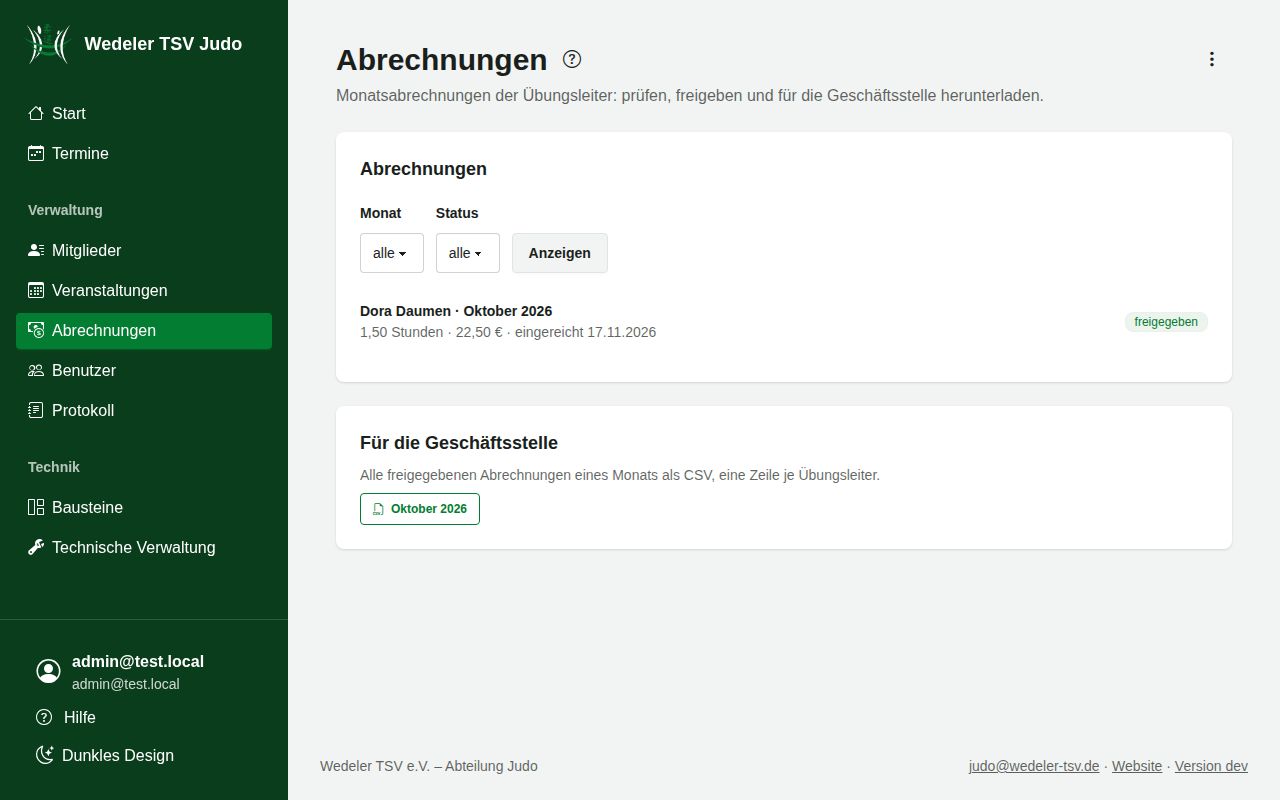 Wedeler TSV Judo
Start
Termine
Verwaltung
Mitglieder
Veranstaltungen
Abrechnungen
Benutzer
Protokoll
Technik
Bausteine
Technische Verwaltung
admin@test.local
admin@test.local
Hilfe
Dunkles Design
Abrechnungen
Monatsabrechnungen der Übungsleiter: prüfen, freigeben und für die Geschäftsstelle herunterladen.
Abrechnungen
Monat Status
alle alle Anzeigen
Dora Daumen · Oktober 2026
1,50 Stunden · 22,50 € · eingereicht 17.11.2026
freigegeben
Für die Geschäftsstelle
Alle freigegebenen Abrechnungen eines Monats als CSV, eine Zeile je Übungsleiter.
Oktober 2026
Wedeler TSV e.V. – Abteilung Judo
judo@wedeler-tsv.de · Website · Version dev